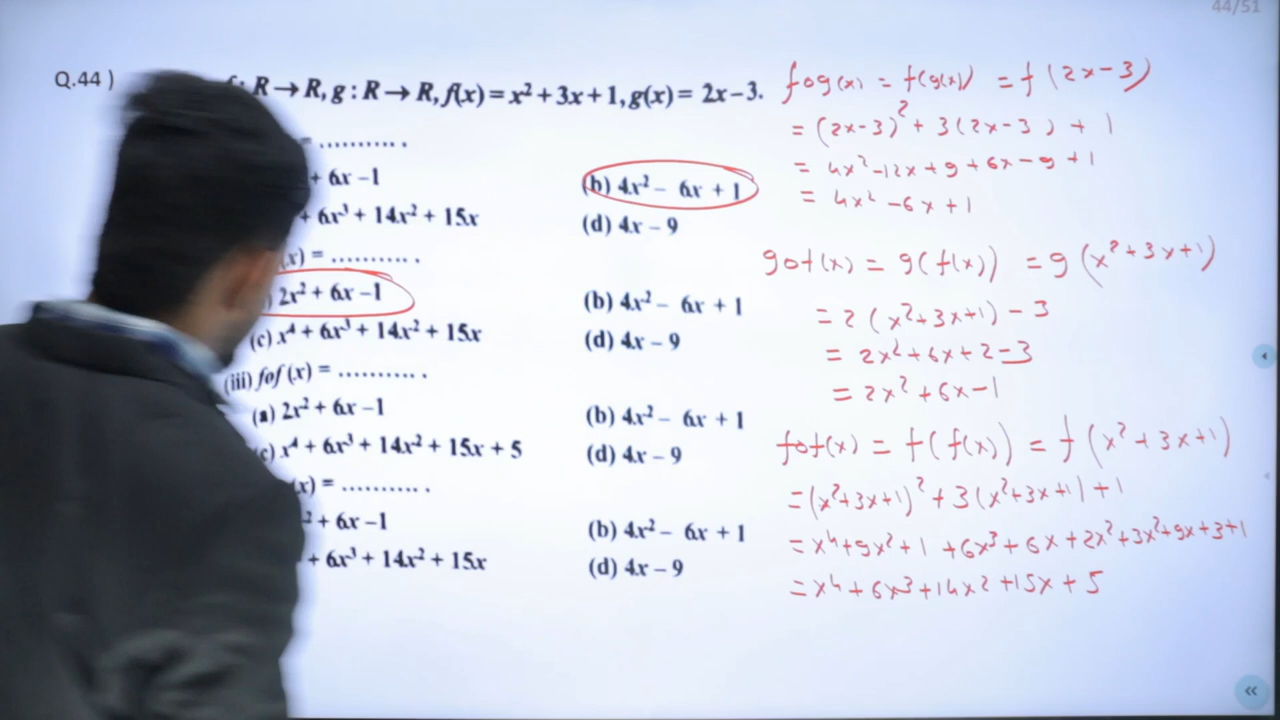 44/51
Q.44 )
f : R → R, g : R → R, f(x) = x² + 3x + 1, g(x) = 2x – 3.
= .......... .
+ 6x – 1
(b) 4x² – 6x + 1
+ 6x³ + 14x² + 15x
(d) 4x – 9
(x) = .......... .
) 2x² + 6x – 1
(b) 4x² – 6x + 1
(c) x⁴ + 6x³ + 14x² + 15x
(d) 4x – 9
(iii) fof (x) = .......... .
(a) 2x² + 6x – 1
(b) 4x² – 6x + 1
(c) x⁴ + 6x³ + 14x² + 15x + 5
(d) 4x – 9
(x) = .......... .
² + 6x – 1
(b) 4x² – 6x + 1
+ 6x³ + 14x² + 15x
(d) 4x – 9
fog(x) = f(g(x)) = f (2x-3)
= (2x-3)² + 3(2x-3) + 1
= 4x²-12x+9+6x-9+1
= 4x²-6x+1
gof(x) = g(f(x)) = g (x²+3x+1)
= 2 (x²+3x+1) - 3
= 2x²+6x+2-3
= 2x²+6x-1
fof(x) = f(f(x)) = f (x²+3x+1)
= (x²+3x+1)² + 3(x²+3x+1)+1
= x⁴+9x²+1 +6x³+6x+2x²+3x²+9x+3+1
= x⁴+6x³+14x²+15x+5